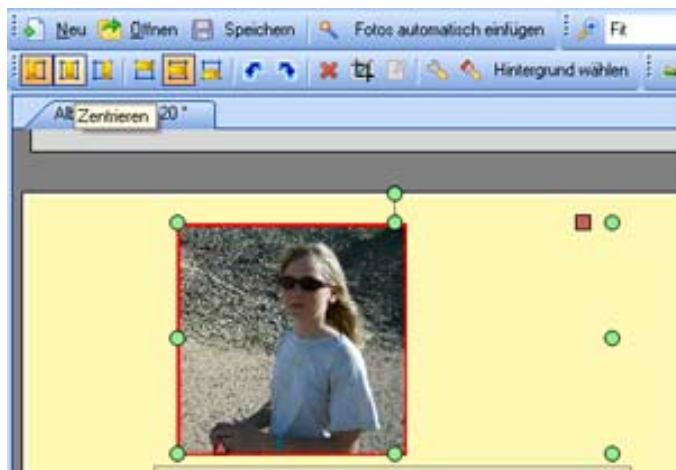 Neu Öffnen Speichern Fotos automatisch einfügen Fit
Hintergrund wählen
Zentrieren 20 *